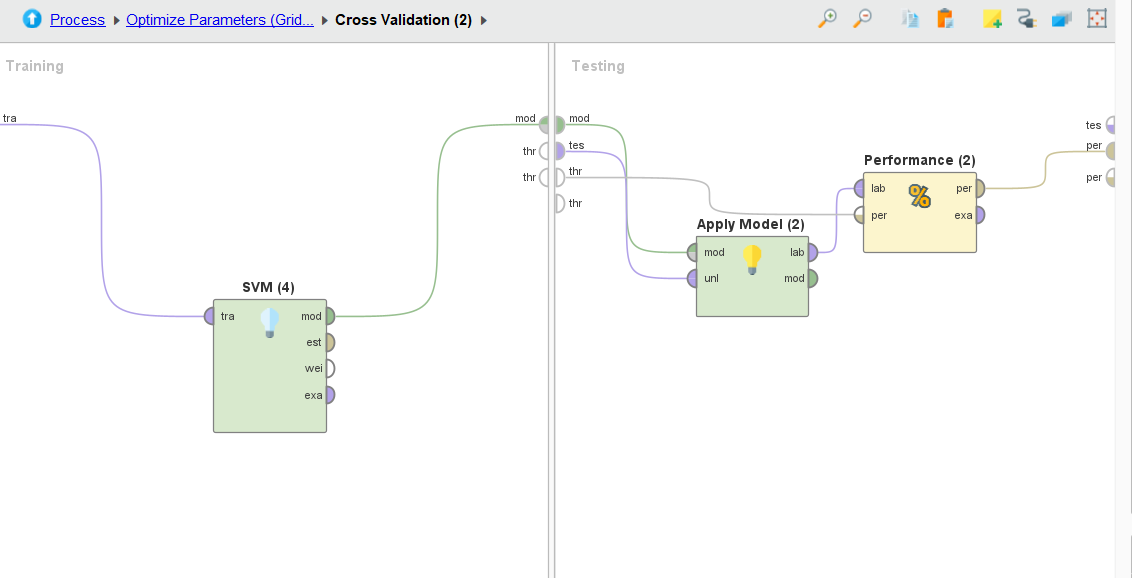 Process Optimize Parameters (Grid... Cross Validation (2)
Training
tra
SVM (4)
tra
mod
est
wei
exa
mod
thr
thr
Testing
mod
tes
thr
thr
Apply Model (2)
mod
unl
lab
mod
Performance (2)
lab
per
per
exa
tes
per
per